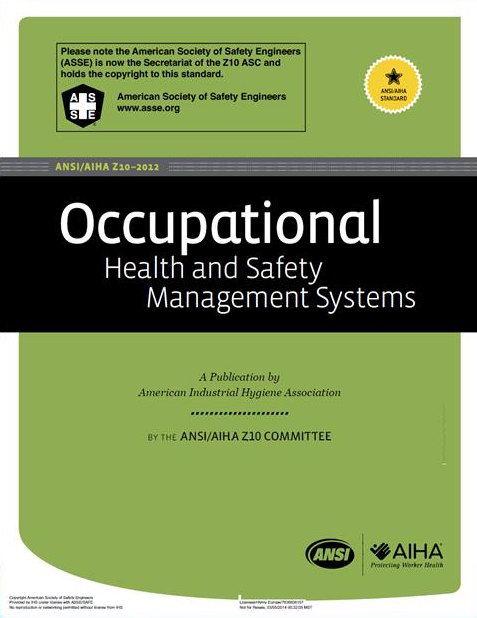 Please note the American Society of Safety Engineers
(ASSE) is now the Secretariat of the Z10 ASC and
holds the copyright to this standard.
A S
S E
American Society of Safety Engineers
www.asse.org
ANSI/AIHA
STANDARD
ANSI/AIHA Z10–2012
Occupational
Health and Safety
Management Systems
A Publication by
American Industrial Hygiene Association
BY THE ANSI/AIHA Z10 COMMITTEE
ANSI
AIHA
Protecting Worker Health
Copyright American Society of Safety Engineers
Provided by IHS under license with ASSE/SAFE
No reproduction or networking permitted without license from IHS
Not for Resale,